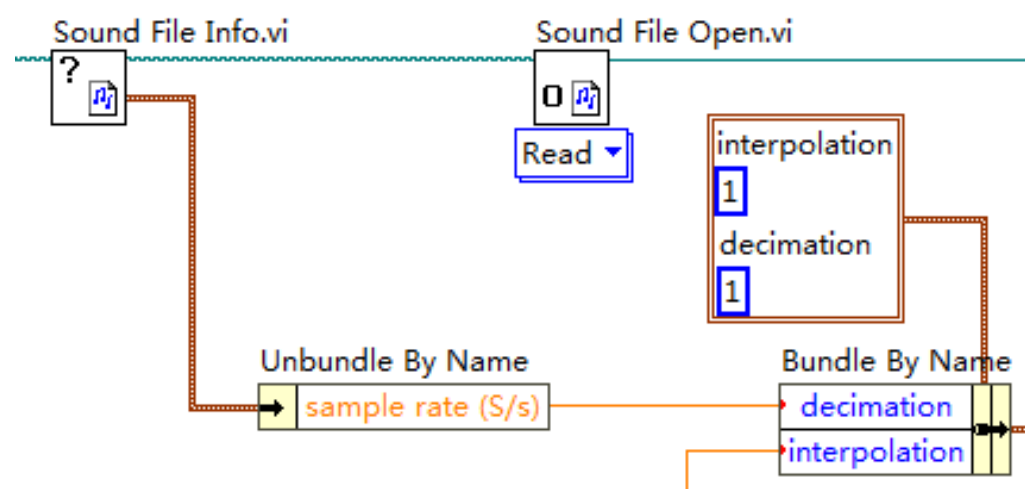 Sound File Info.vi
Sound File Open.vi
?
O
Read
interpolation
1
decimation
1
Unbundle By Name
sample rate (S/s)
Bundle By Name
decimation
interpolation